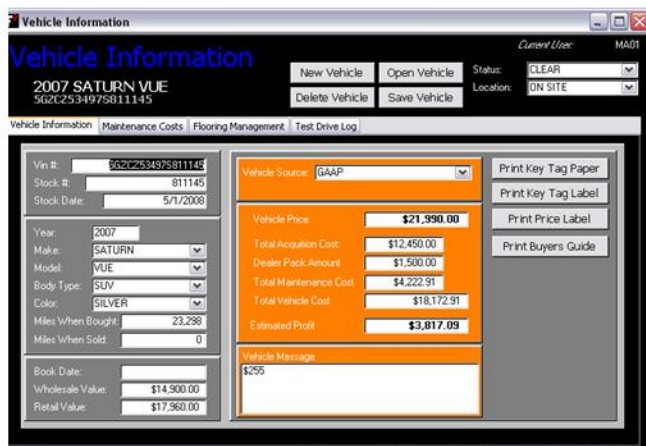 Vehicle Information
Current User: MA01
Vehicle Information
2007 SATURN VUE
5GZCZ53497S811145
New Vehicle Open Vehicle
Delete Vehicle Save Vehicle
Status: CLEAR
Location: ON SITE
Vehicle Information Maintenance Costs Flooring Management Test Drive Log
Vin #: 5GZCZ53497S811145
Stock #: 811145
Stock Date: 5/1/2008
Year: 2007
Make: SATURN
Model: VUE
Body Type: SUV
Color: SILVER
Miles When Bought: 23,298
Miles When Sold: 0
Book Date:
Wholesale Value: $14,900.00
Retail Value: $17,960.00
Vehicle Source: GAAP
Vehicle Price $21,990.00
Total Acquition Cost: $12,450.00
Dealer Pack Amount $1,500.00
Total Maintenance Cost $4,222.91
Total Vehicle Cost $18,172.91
Estimated Profit $3,817.09
Vehicle Message
$255
Print Key Tag Paper
Print Key Tag Label
Print Price Label
Print Buyers Guide